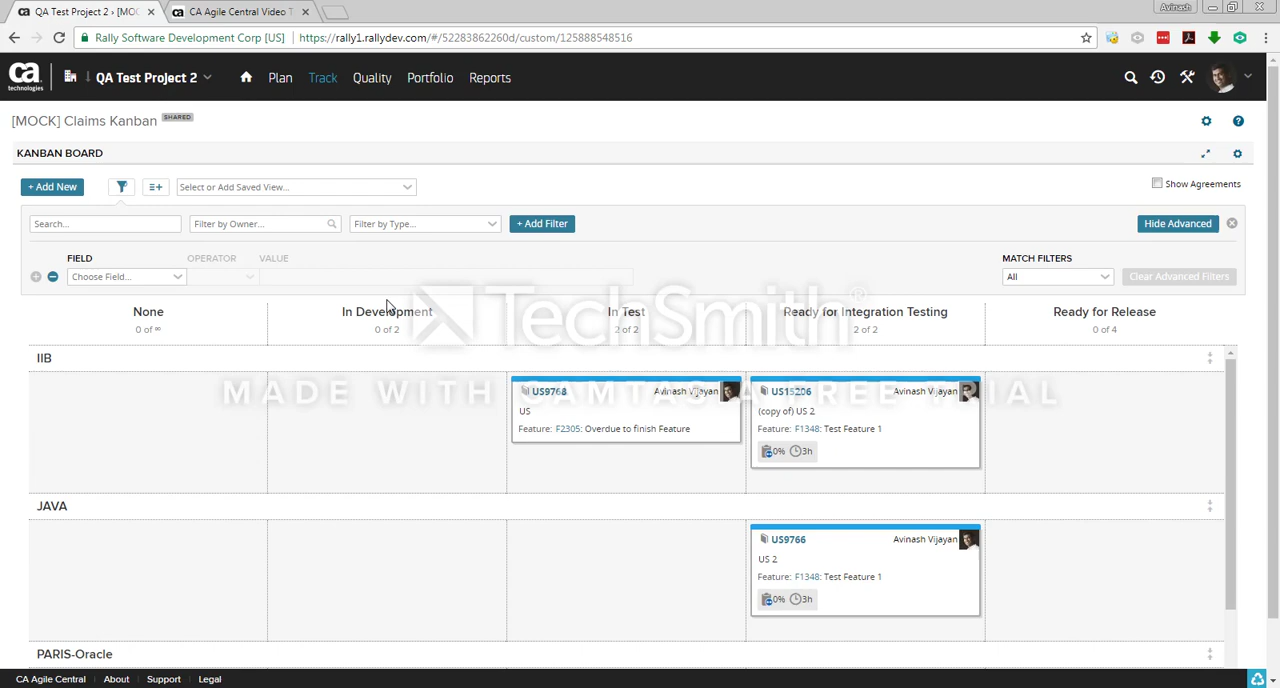 QA Test Project 2 › [MOC
CA Agile Central Video T
Avinash
Rally Software Development Corp [US]
https://rally1.rallydev.com/#/52283862260d/custom/125888548516
ca
technologies
QA Test Project 2
Plan
Track
Quality
Portfolio
Reports
[MOCK] Claims Kanban SHARED
KANBAN BOARD
+ Add New
Select or Add Saved View...
Show Agreements
Search...
Filter by Owner...
Filter by Type...
+ Add Filter
Hide Advanced
FIELD
OPERATOR
VALUE
MATCH FILTERS
Choose Field...
All
Clear Advanced Filters
TechSmith®
MADE WITH CAMTASIA FREE TRIAL
None
In Development
In Test
Ready for Integration Testing
Ready for Release
0 of ∞
0 of 2
2 of 2
2 of 2
0 of 4
IIB
US9768
Avinash Vijayan
US
Feature: F2305: Overdue to finish Feature
US15206
Avinash Vijayan
(copy of) US 2
Feature: F1348: Test Feature 1
0% 3h
JAVA
US9766
Avinash Vijayan
US 2
Feature: F1348: Test Feature 1
0% 3h
PARIS-Oracle
CA Agile Central
About
Support
Legal